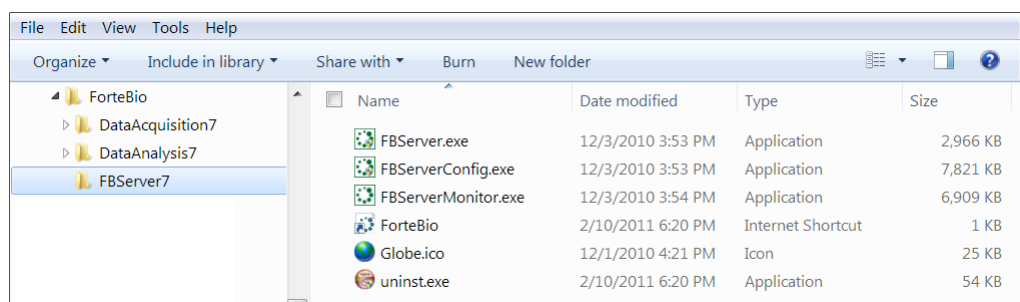 File Edit View Tools Help
Organize Include in library Share with Burn New folder
ForteBio
DataAcquisition7
DataAnalysis7
FBServer7
Name Date modified Type Size
FBServer.exe 12/3/2010 3:53 PM Application 2,966 KB
FBServerConfig.exe 12/3/2010 3:53 PM Application 7,821 KB
FBServerMonitor.exe 12/3/2010 3:54 PM Application 6,909 KB
ForteBio 2/10/2011 6:20 PM Internet Shortcut 1 KB
Globe.ico 12/1/2010 4:21 PM Icon 25 KB
uninst.exe 2/10/2011 6:20 PM Application 54 KB